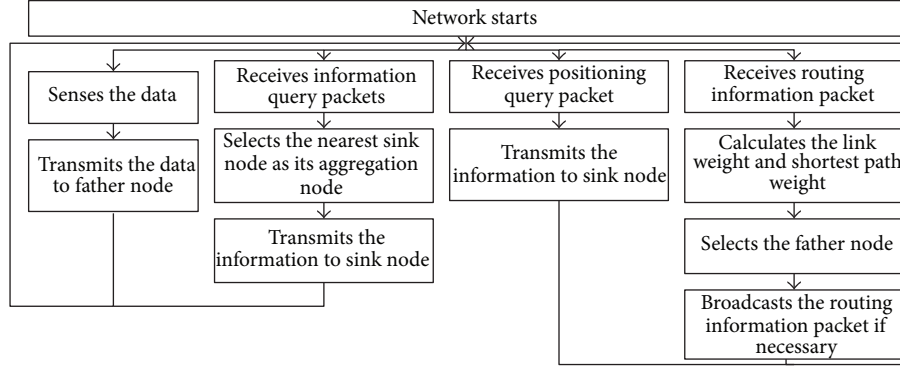 Network starts
Senses the data
Transmits the data
to father node
Receives information
query packets
Selects the nearest sink
node as its aggregation
node
Transmits the
information to sink node
Receives positioning
query packet
Transmits the
information to sink node
Receives routing
information packet
Calculates the link
weight and shortest path
weight
Selects the father node
Broadcasts the routing
information packet if
necessary